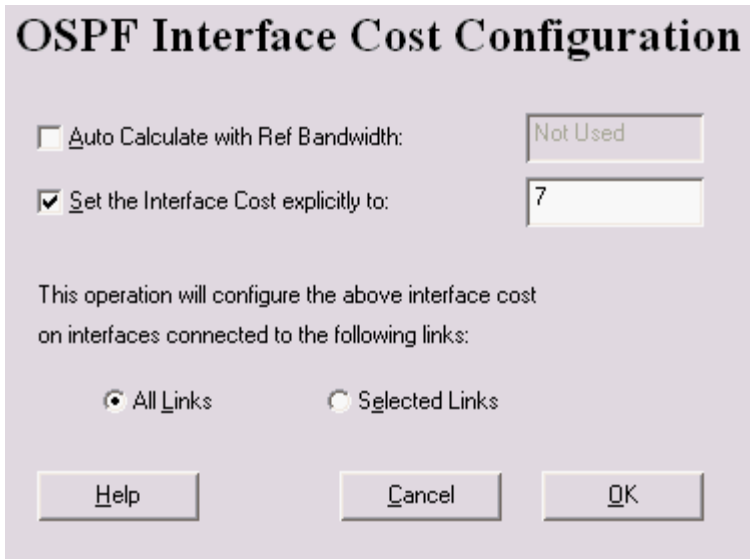 OSPF Interface Cost Configuration
Auto Calculate with Ref Bandwidth: Not Used
Set the Interface Cost explicitly to: 7
This operation will configure the above interface cost
on interfaces connected to the following links:
All Links Selected Links
Help Cancel OK